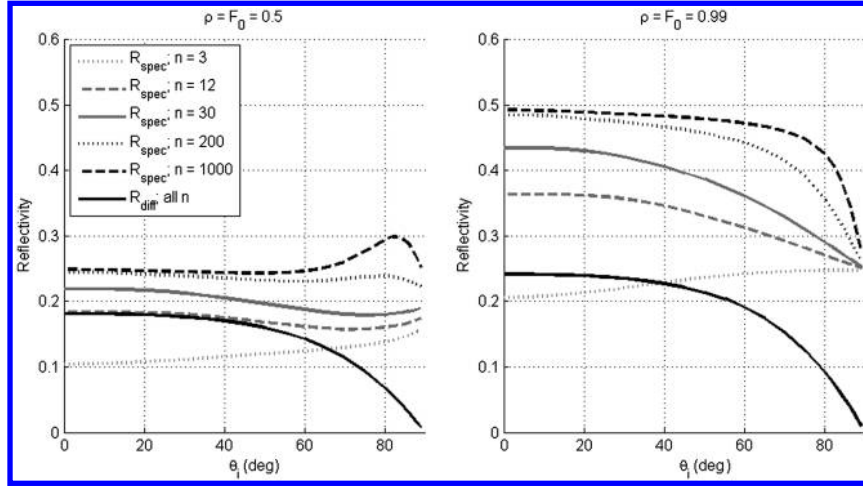 ρ = F0 = 0.5
0.6
0.5
0.4
0.3
0.2
0.1
0
Reflectivity
Rspec; n = 3
Rspec; n = 12
Rspec; n = 30
Rspec; n = 200
Rspec; n = 1000
Rdiff; all n
0 20 40 60 80
θi (deg)
ρ = F0 = 0.99
0.6
0.5
0.4
0.3
0.2
0.1
0
Reflectivity
0 20 40 60 80
θi (deg)